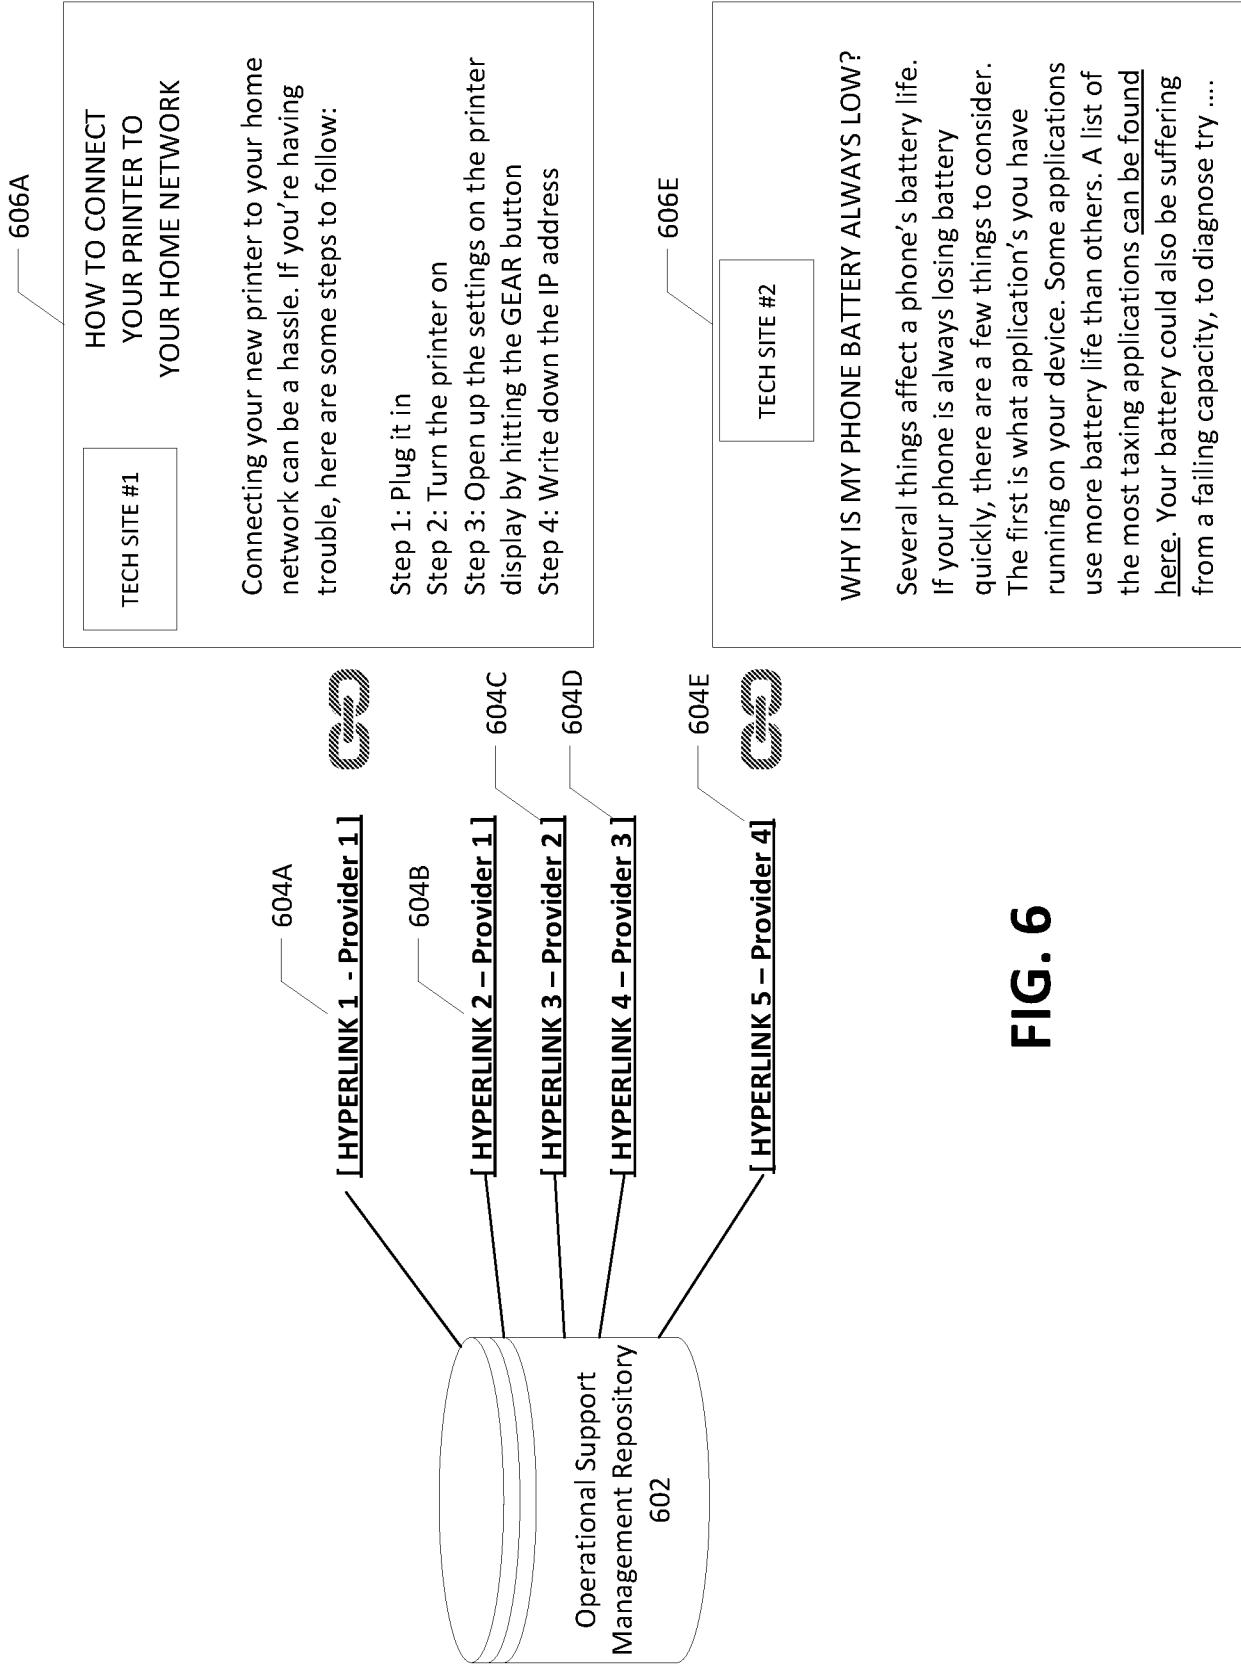 Operational Support
Management Repository
602
604A
[ HYPERLINK 1  - Provider 1 ]
604B
[ HYPERLINK 2 – Provider 1 ]
604C
[ HYPERLINK 3 – Provider 2 ]
604D
[ HYPERLINK 4 – Provider 3 ]
604E
[ HYPERLINK 5 – Provider 4]
606A
TECH SITE #1
HOW TO CONNECT
YOUR PRINTER TO
YOUR HOME NETWORK
Connecting your new printer to your home
network can be a hassle. If you're having
trouble, here are some steps to follow:
Step 1: Plug it in
Step 2: Turn the printer on
Step 3: Open up the settings on the printer
display by hitting the GEAR button
Step 4: Write down the IP address
606E
TECH SITE #2
WHY IS MY PHONE BATTERY ALWAYS LOW?
Several things affect a phone's battery life.
If your phone is always losing battery
quickly, there are a few things to consider.
The first is what application's you have
running on your device. Some applications
use more battery life than others. A list of
the most taxing applications can be found
here. Your battery could also be suffering
from a failing capacity, to diagnose try ....
FIG. 6